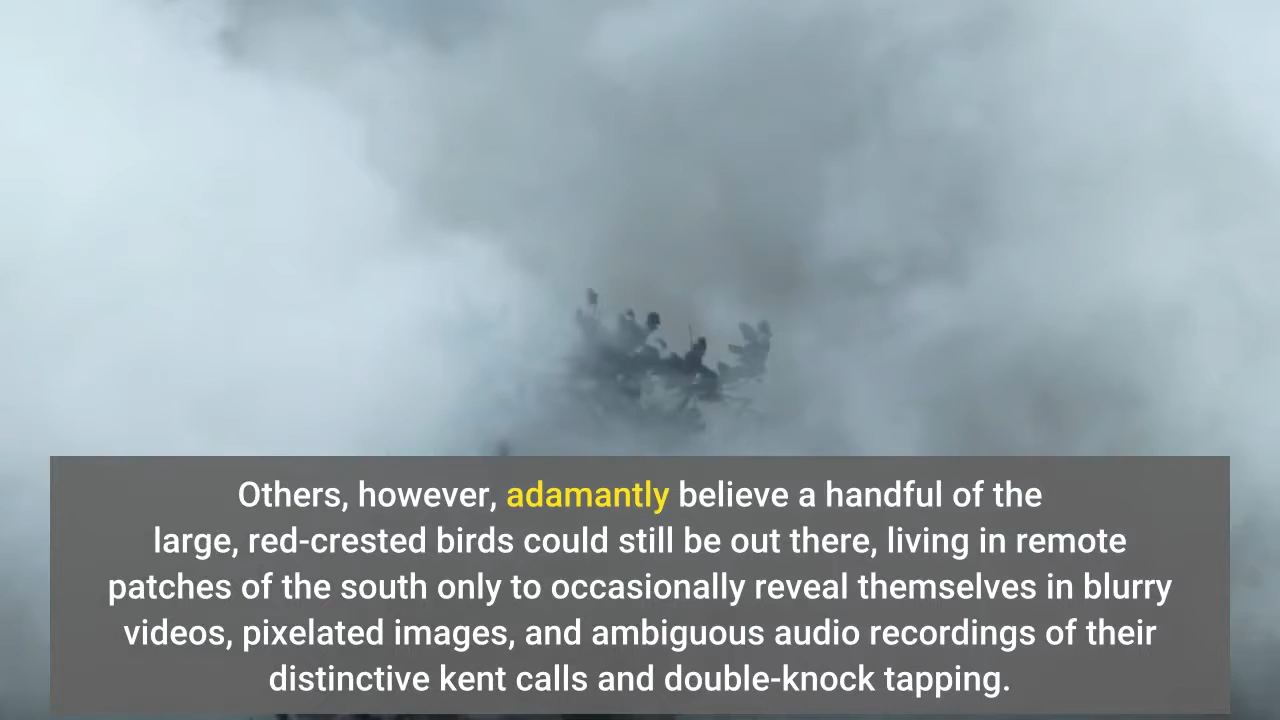 Others, however, adamantly believe a handful of the
large, red-crested birds could still be out there, living in remote
patches of the south only to occasionally reveal themselves in blurry
videos, pixelated images, and ambiguous audio recordings of their
distinctive kent calls and double-knock tapping.